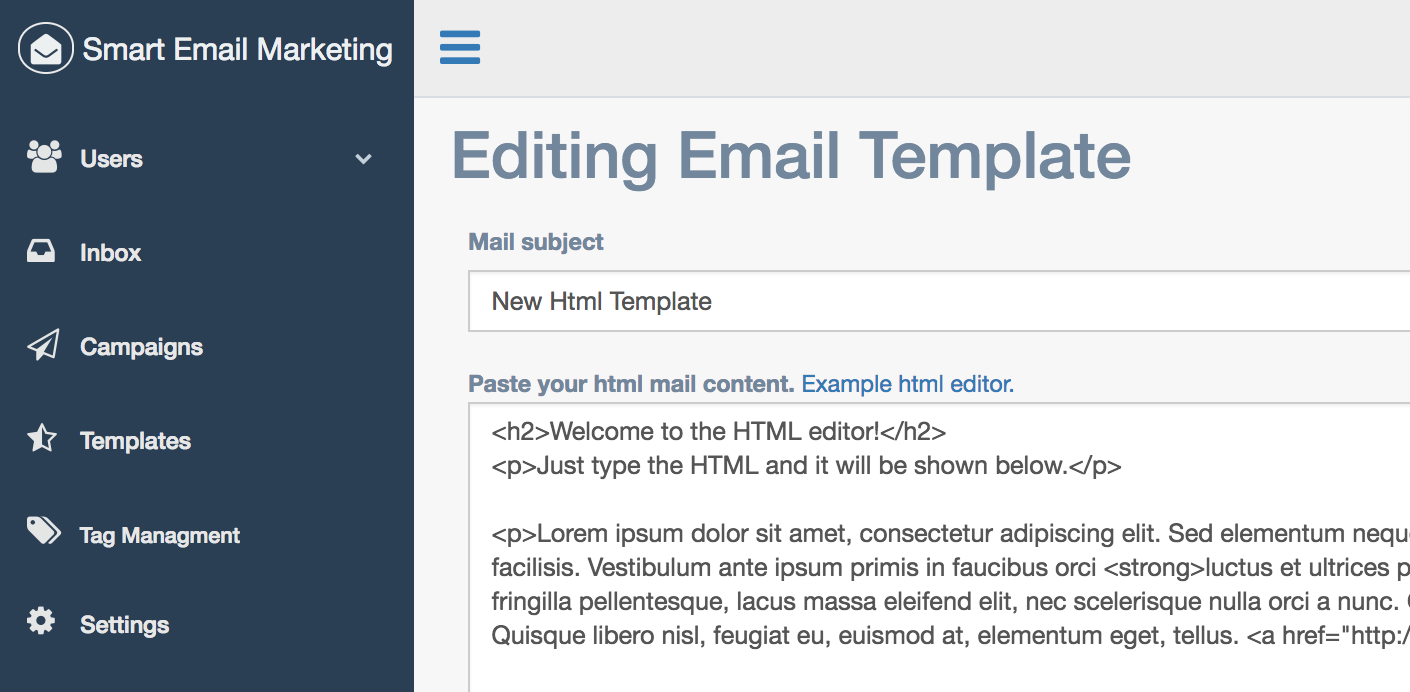 Smart Email Marketing
Users
Inbox
Campaigns
Templates
Tag Managment
Settings
Editing Email Template
Mail subject
New Html Template
Paste your html mail content. Example html editor.
<h2>Welcome to the HTML editor!</h2>
<p>Just type the HTML and it will be shown below.</p>
<p>Lorem ipsum dolor sit amet, consectetur adipiscing elit. Sed elementum nequ
facilisis. Vestibulum ante ipsum primis in faucibus orci <strong>luctus et ultrices p
fringilla pellentesque, lacus massa eleifend elit, nec scelerisque nulla orci a nunc.
Quisque libero nisl, feugiat eu, euismod at, elementum eget, tellus. <a href="http:/